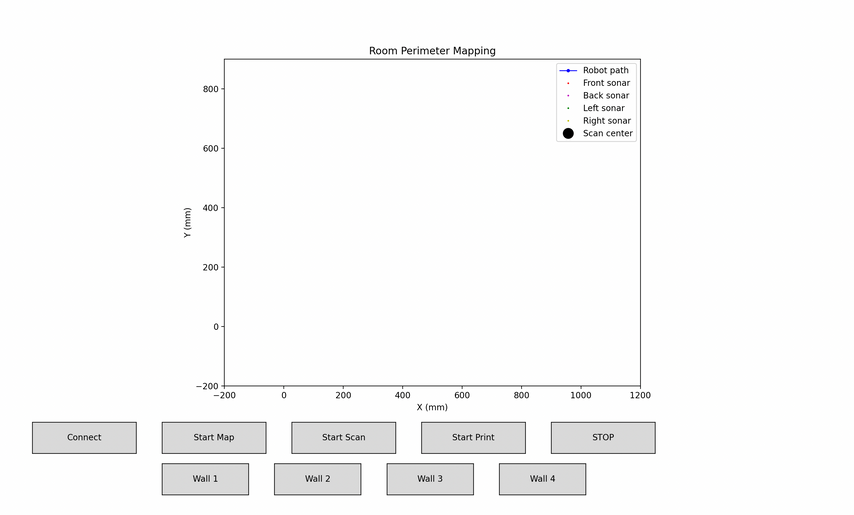 Room Perimeter Mapping
Robot path
Front sonar
Back sonar
Left sonar
Right sonar
Scan center
800
600
400
200
0
−200
Y (mm)
−200 0 200 400 600 800 1000 1200
X (mm)
Connect Start Map Start Scan Start Print STOP
Wall 1 Wall 2 Wall 3 Wall 4